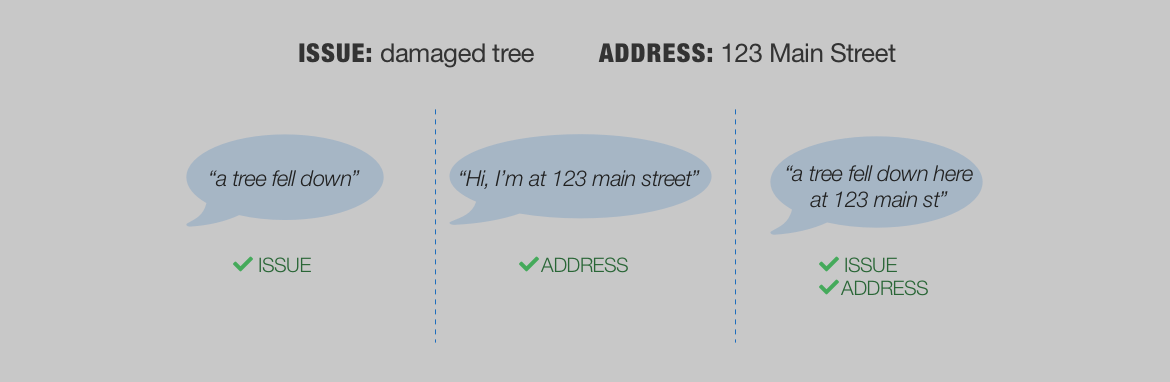 ISSUE: damaged tree
ADDRESS: 123 Main Street
“a tree fell down”
ISSUE
“Hi, I’m at 123 main street”
ADDRESS
“a tree fell down here
at 123 main st”
ISSUE
ADDRESS